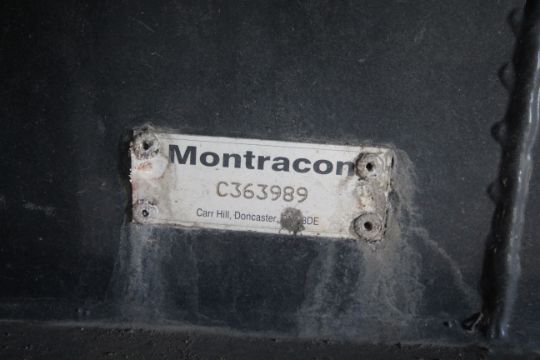 Montracon
C363989
Carr Hill, Doncaster,